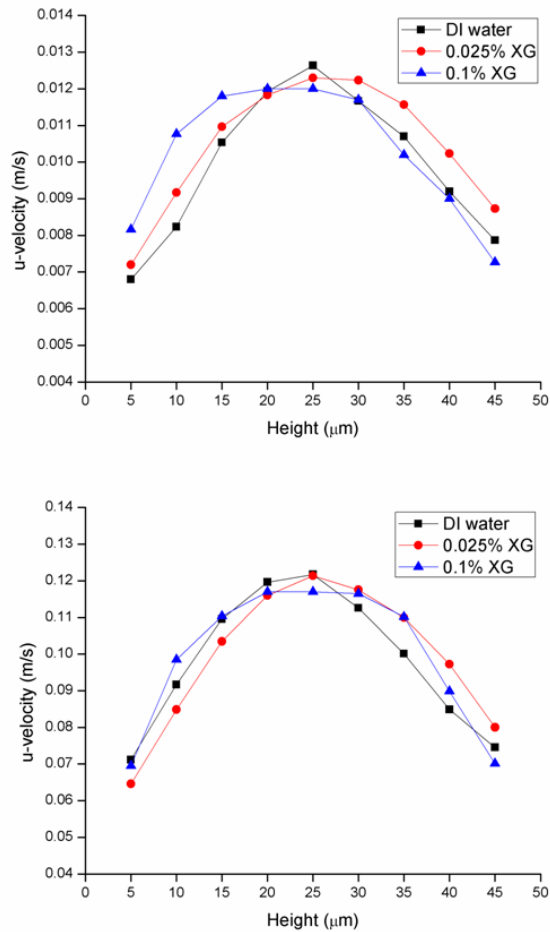 0.014
0.013
0.012
0.011
0.010
0.009
0.008
0.007
0.006
0.005
0.004
u-velocity (m/s)
DI water
0.025% XG
0.1% XG
0 5 10 15 20 25 30 35 40 45 50
Height (μm)
0.14
0.13
0.12
0.11
0.10
0.09
0.08
0.07
0.06
0.05
0.04
u-velocity (m/s)
DI water
0.025% XG
0.1% XG
0 5 10 15 20 25 30 35 40 45 50
Height (μm)